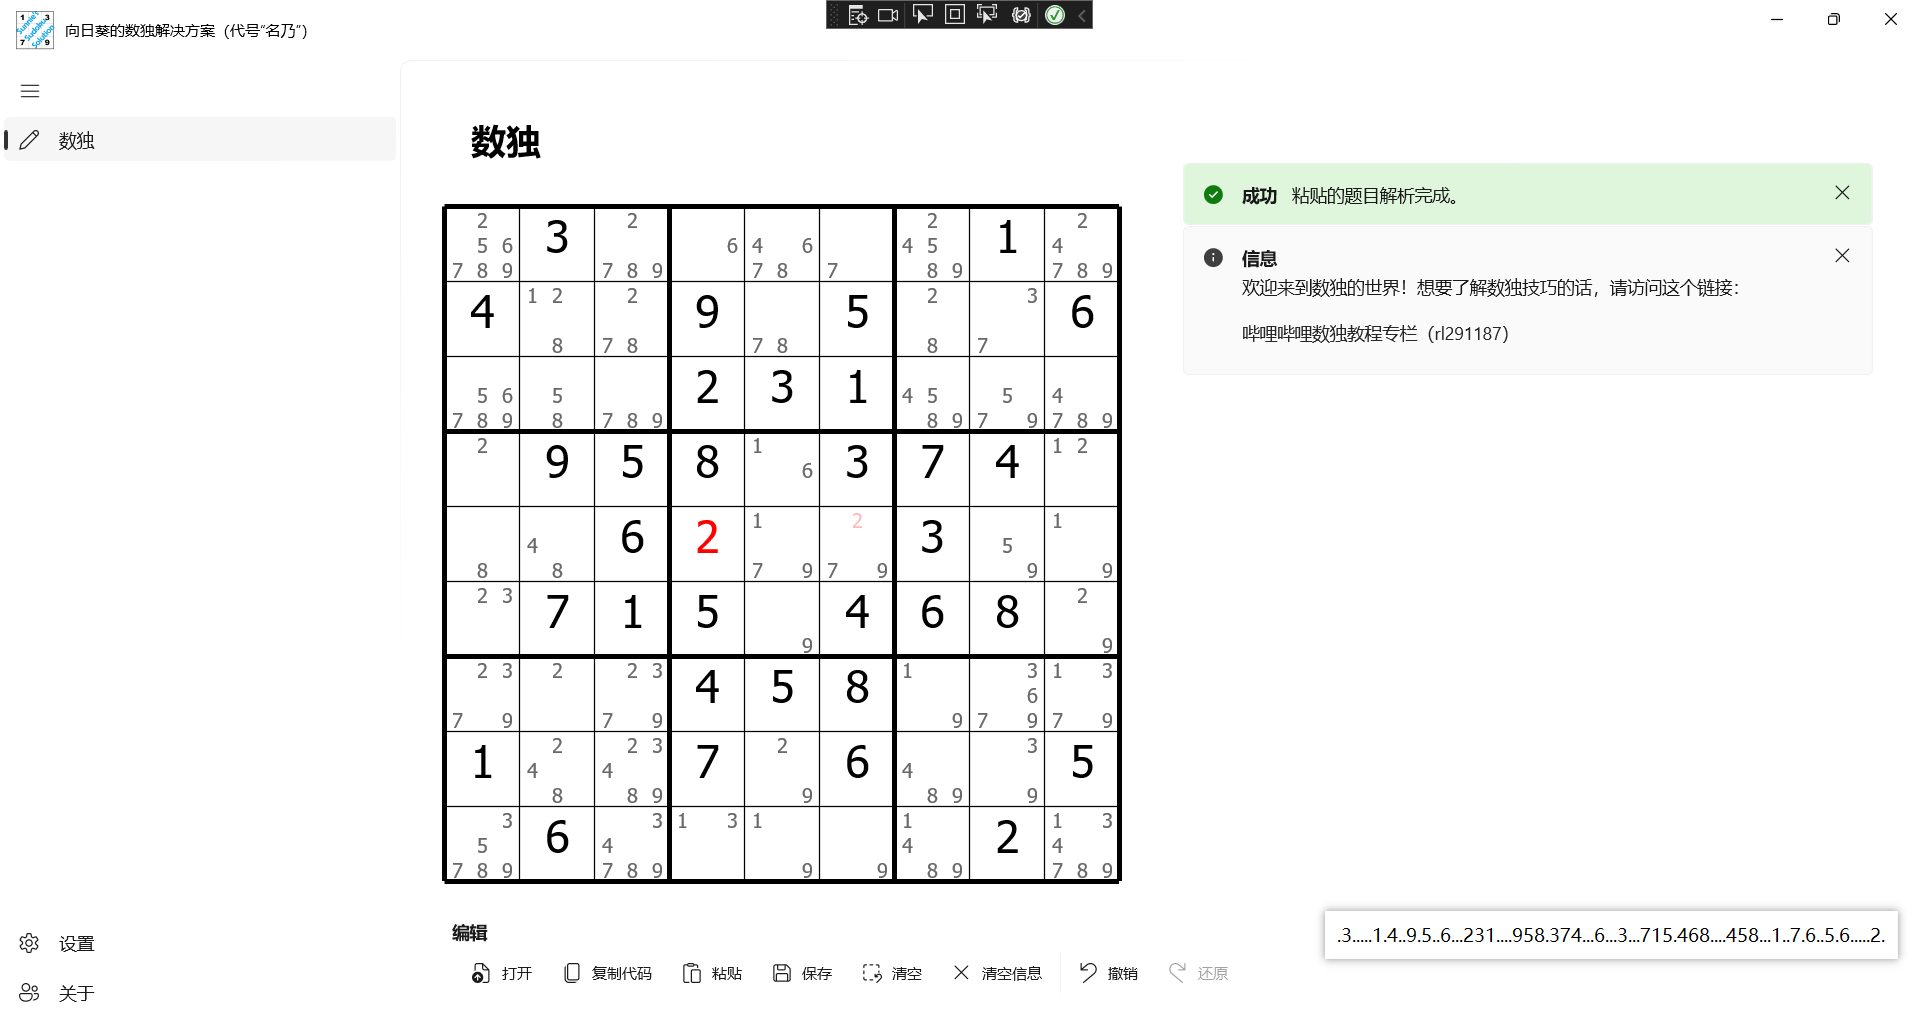 向日葵的数独解决方案（代号“名乃”）
数独
数独
成功 粘贴的题目解析完成。
信息
欢迎来到数独的世界！想要了解数独技巧的话，请访问这个链接：
哔哩哔哩数独教程专栏（rl291187）
2 5 6 7 8 9 | 3 | 2 7 8 9 | 6 | 4 6 7 8 | 7 | 2 4 5 8 9 | 1 | 2 4 7 8 9
4 | 1 2 8 | 2 7 8 | 9 | 7 8 | 5 | 2 8 | 3 7 | 6
5 6 7 8 9 | 5 8 | 7 8 9 | 2 | 3 | 1 | 4 5 8 9 | 5 7 9 | 4 7 8 9
2 | 9 | 5 | 8 | 1 6 | 3 | 7 | 4 | 1 2
8 | 4 8 | 6 | 2 | 1 7 9 | 2 7 9 | 3 | 5 9 | 1 9
2 3 | 7 | 1 | 5 | 9 | 4 | 6 | 8 | 2 9
2 3 7 9 | 2 | 2 3 7 9 | 4 | 5 | 8 | 1 9 | 3 6 7 9 | 1 3 7 9
1 | 2 4 8 | 2 3 4 8 9 | 7 | 2 9 | 6 | 4 8 9 | 3 9 | 5
3 5 7 8 9 | 6 | 3 4 7 8 9 | 1 3 | 1 9 | 9 | 1 4 8 9 | 2 | 1 3 4 7 8 9
编辑
打开 复制代码 粘贴 保存 清空 清空信息 撤销 还原
.3.....1.4..9.5..6...231....958.374...6...3...715.468....458...1..7.6..5.6.....2.
设置
关于